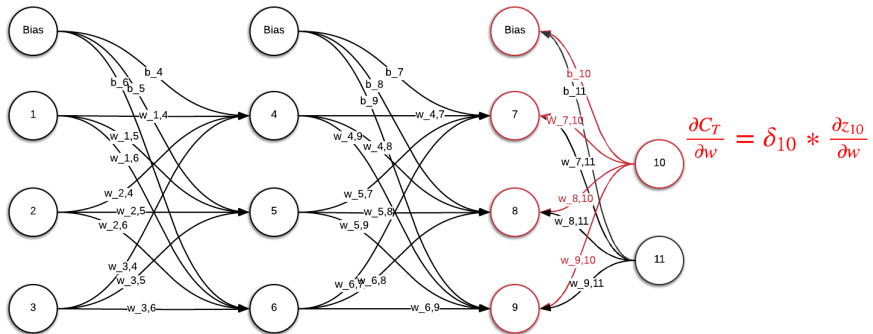 Bias
Bias
Bias
b_4
b_6
b_5
b_7
b_8
b_9
b_10
b_11
1
w_1,4
4
w_4,7
7
w_7,10
w_1,5
w_1,6
w_4,9
w_4,8
w_7,11
10
∂C_T/∂w = δ_10 * ∂z_10/∂w
w_2,4
w_5,7
w_8,10
2
w_2,5
5
w_5,8
8
w_2,6
w_5,9
w_8,11
11
w_9,10
w_3,4
w_3,5
w_6,7
w_6,8
w_9,11
3
w_3,6
6
w_6,9
9